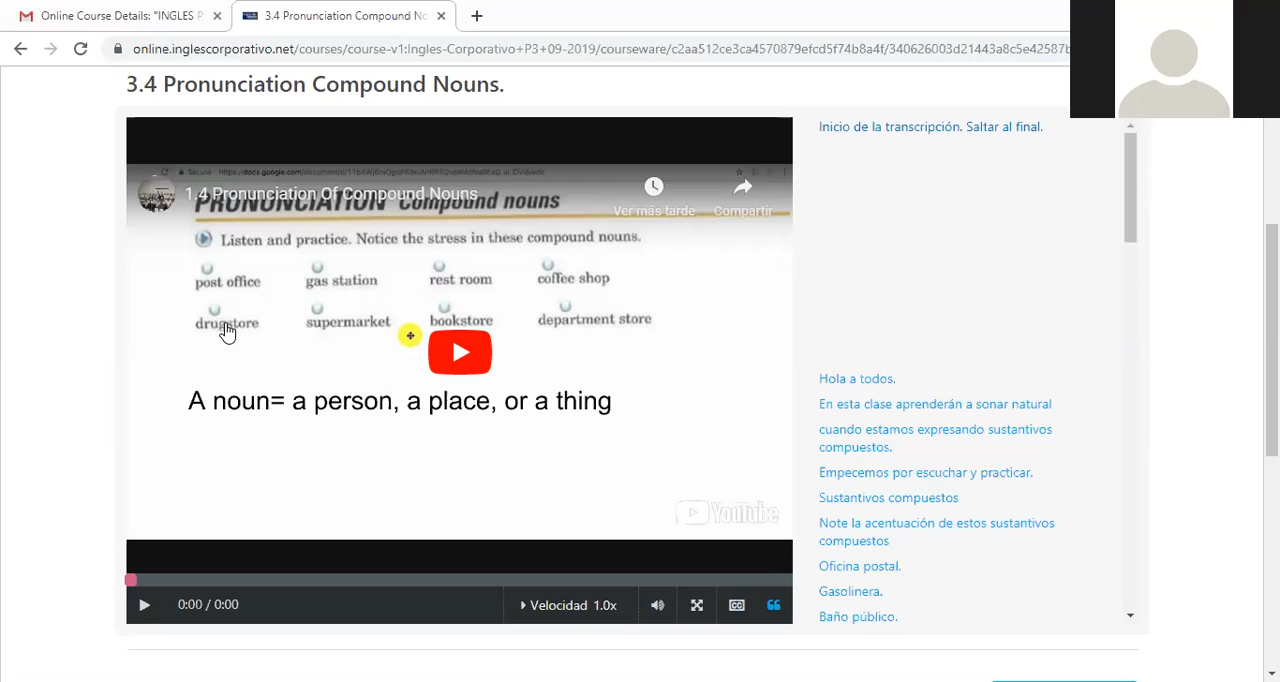 Online Course Details: "INGLES P
3.4 Pronunciation Compound No
online.inglescorporativo.net/courses/course-v1:Ingles-Corporativo+P3+09-2019/courseware/c2aa512ce3ca4570879efcd5f74b8a4f/340626003d21443a8c5e42587b
3.4 Pronunciation Compound Nouns.
1.4 Pronunciation Of Compound Nouns
Ver más tarde
Compartir
PRONUNCIATION Compound nouns
Listen and practice. Notice the stress in these compound nouns.
post office gas station rest room coffee shop
drugstore supermarket bookstore department store
A noun= a person, a place, or a thing
YouTube
0:00 / 0:00
Velocidad 1.0x
Inicio de la transcripción. Saltar al final.
Hola a todos.
En esta clase aprenderán a sonar natural
cuando estamos expresando sustantivos
compuestos.
Empecemos por escuchar y practicar.
Sustantivos compuestos
Note la acentuación de estos sustantivos
compuestos
Oficina postal.
Gasolinera.
Baño público.